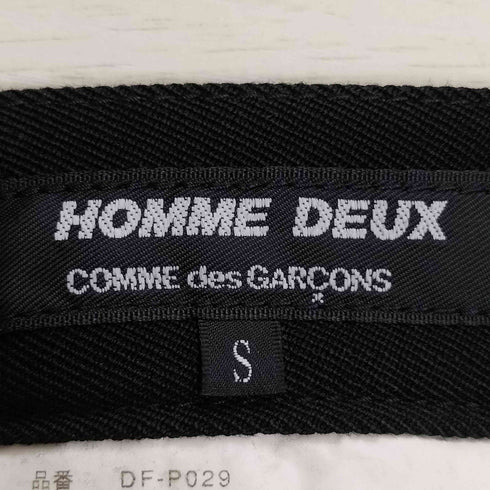 HOMME DEUX
COMME des GARÇONS
S
品番 DF-P029